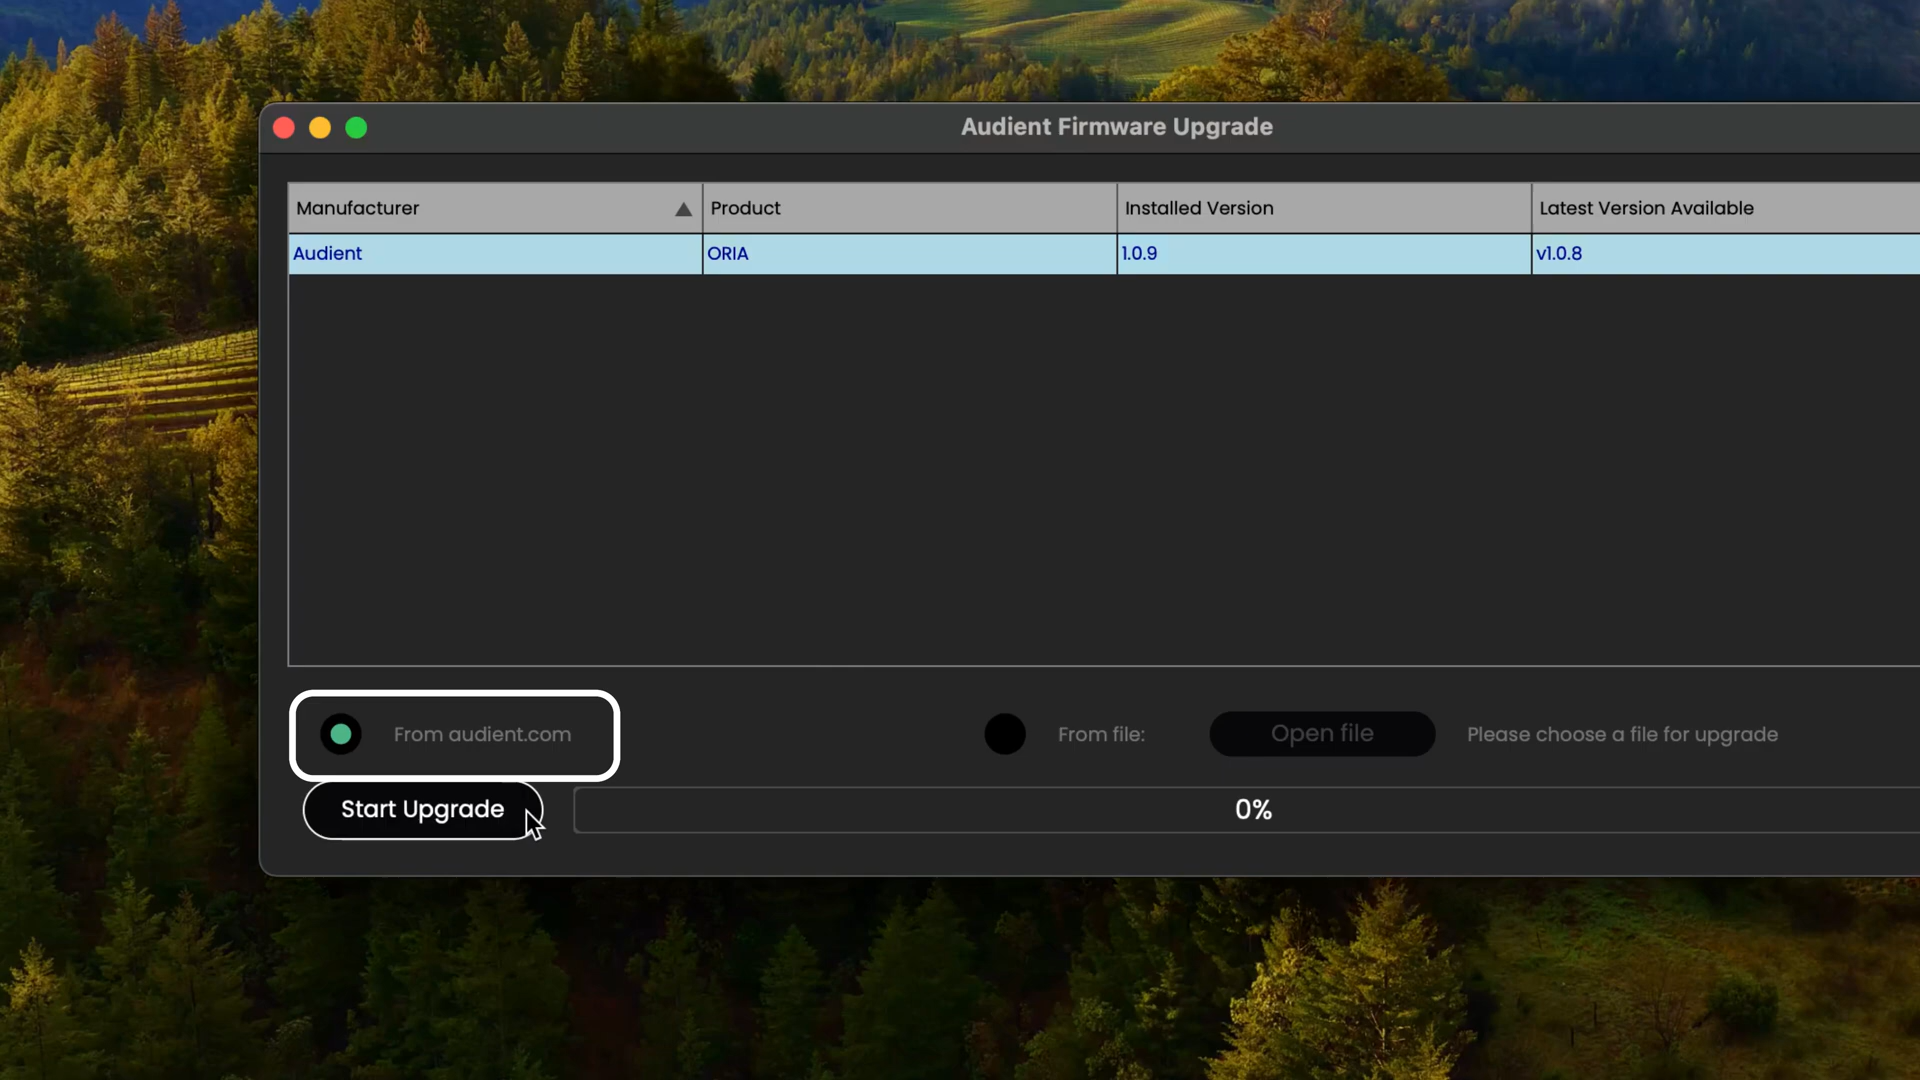 Audient Firmware Upgrade
Manufacturer Product Installed Version Latest Version Available
Audient ORIA 1.0.9 v1.0.8
From audient.com From file: Open file Please choose a file for upgrade
Start Upgrade 0%